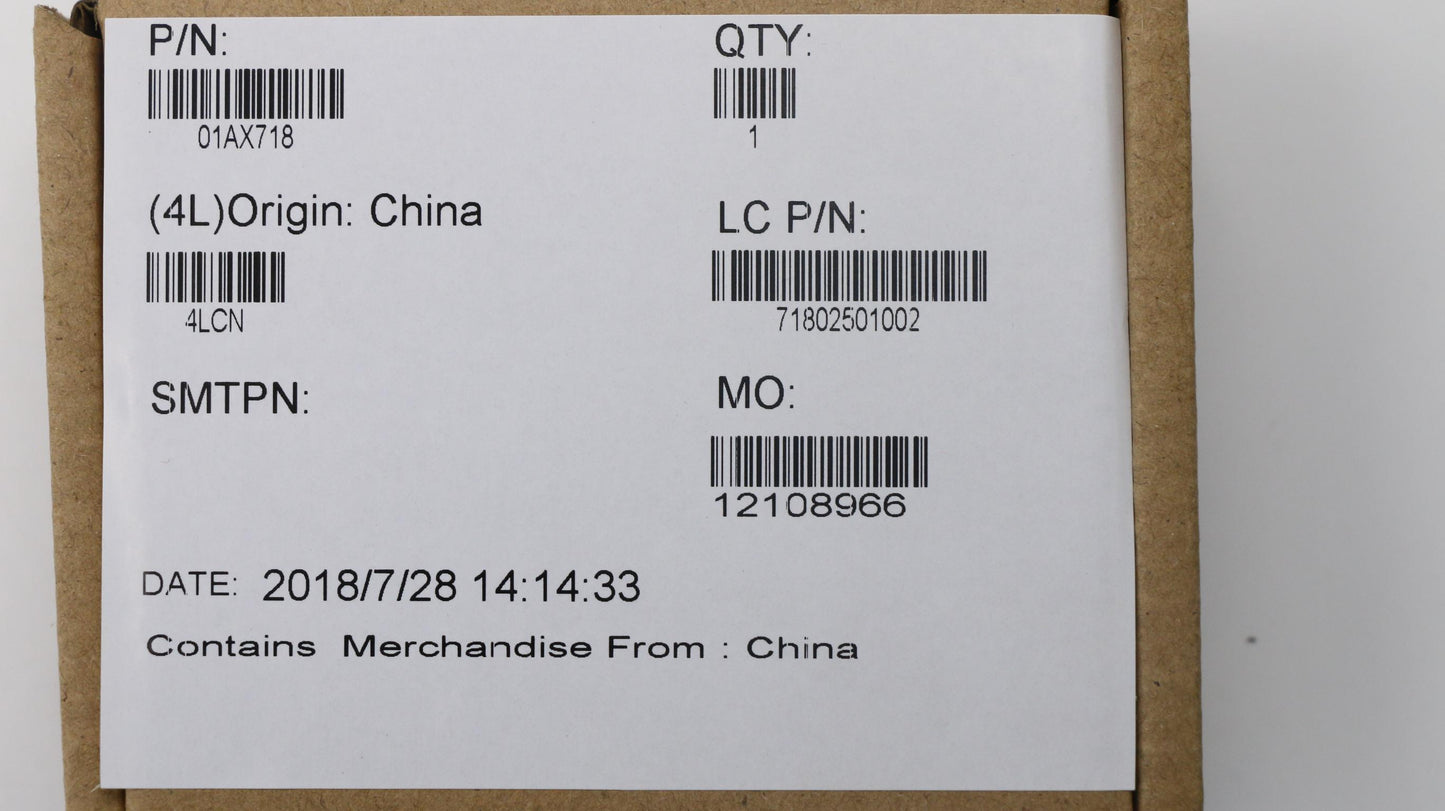 P/N:
QTY:
01AX718
1
(4L)Origin: China
LC P/N:
4LCN
71802501002
SMTPN:
MO:
12108966
DATE: 2018/7/28 14:14:33
Contains Merchandise From : China